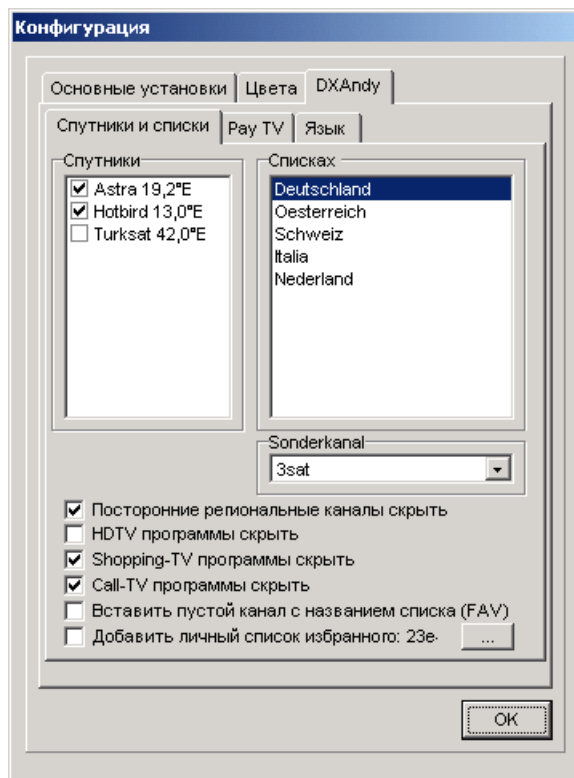 Конфигурация
Основные установки
Цвета
DXAndy
Спутники и списки
Pay TV
Язык
Спутники
Astra 19,2°E
Hotbird 13,0°E
Turksat 42,0°E
Списках
Deutschland
Oesterreich
Schweiz
Italia
Nederland
Sonderkanal
3sat
Посторонние региональные каналы скрыть
HDTV программы скрыть
Shopping-TV программы скрыть
Call-TV программы скрыть
Вставить пустой канал с названием списка (FAV)
Добавить личный список избранного: 23e-
...
OK